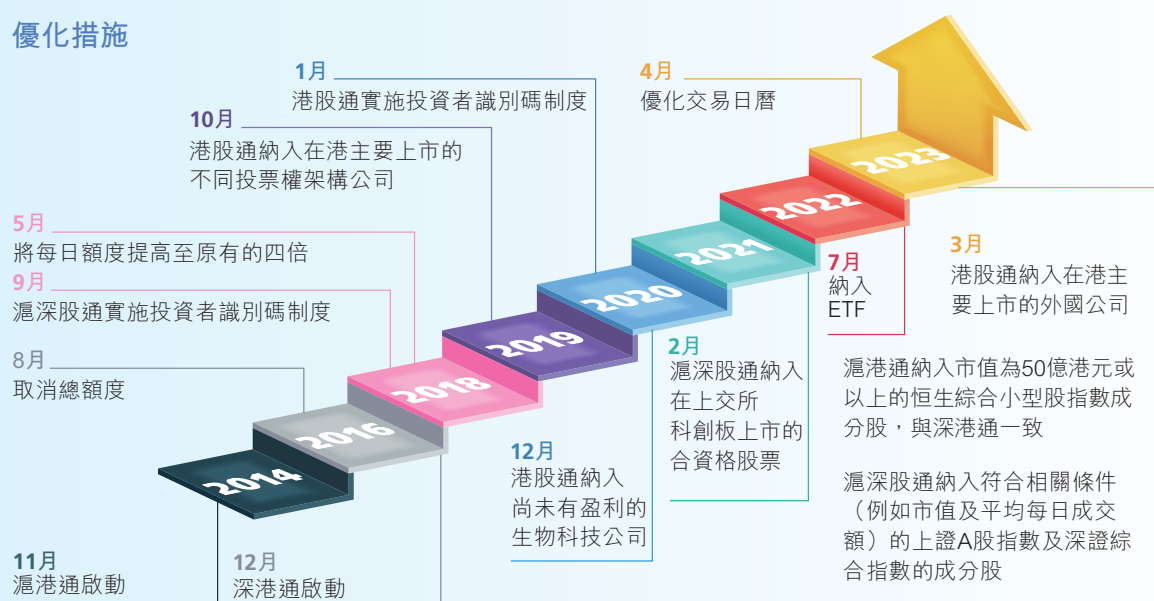 優化措施
11月
滬港通啟動
2014
8月
取消總額度
12月
深港通啟動
2016
5月
將每日額度提高至原有的四倍
9月
滬深股通實施投資者識別碼制度
2018
10月
港股通納入在港主要上市的
不同投票權架構公司
2019
1月
港股通實施投資者識別碼制度
12月
港股通納入
尚未有盈利的
生物科技公司
2020
2月
滬深股通納入
在上交所
科創板上市的
合資格股票
2021
7月
納入
ETF
2022
4月
優化交易日曆
2023
3月
港股通納入在港主
要上市的外國公司
滬港通納入市值為50億港元或
以上的恒生綜合小型股指數成
分股，與深港通一致
滬深股通納入符合相關條件
（例如市值及平均每日成交
額）的上證A股指數及深證綜
合指數的成分股